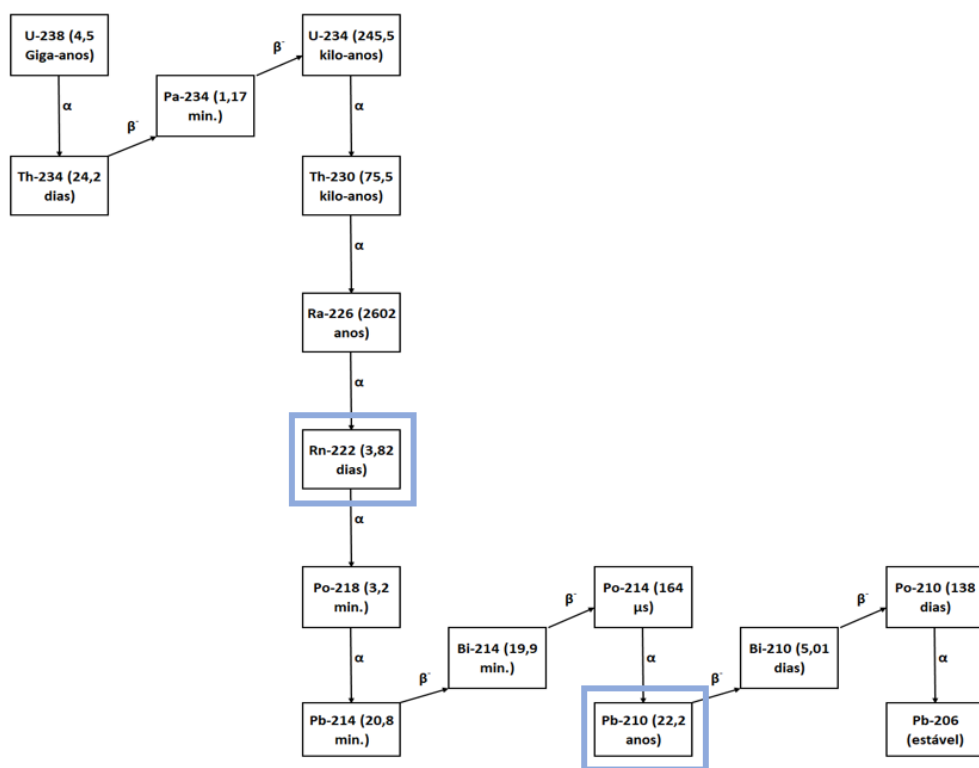 U-238 (4,5
Giga-anos)
α
Th-234 (24,2
dias)
β-
Pa-234 (1,17
min.)
β-
U-234 (245,5
kilo-anos)
α
Th-230 (75,5
kilo-anos)
α
Ra-226 (2602
anos)
α
Rn-222 (3,82
dias)
α
Po-218 (3,2
min.)
α
Pb-214 (20,8
min.)
β-
Bi-214 (19,9
min.)
β-
Po-214 (164
µs)
α
Pb-210 (22,2
anos)
β-
Bi-210 (5,01
dias)
β-
Po-210 (138
dias)
α
Pb-206
(estável)